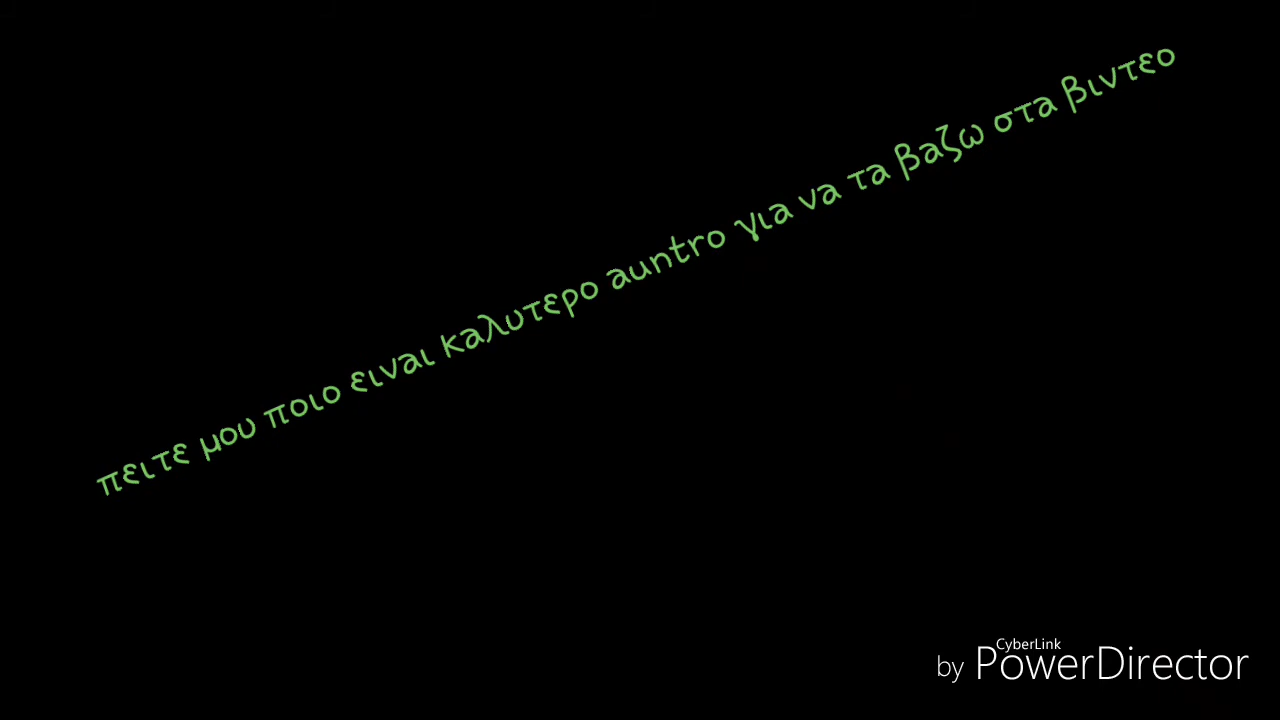 πειτε μου ποιο ειναι καλυτερο auntro για να τα βαζω στα βιντεο
CyberLink
by PowerDirector